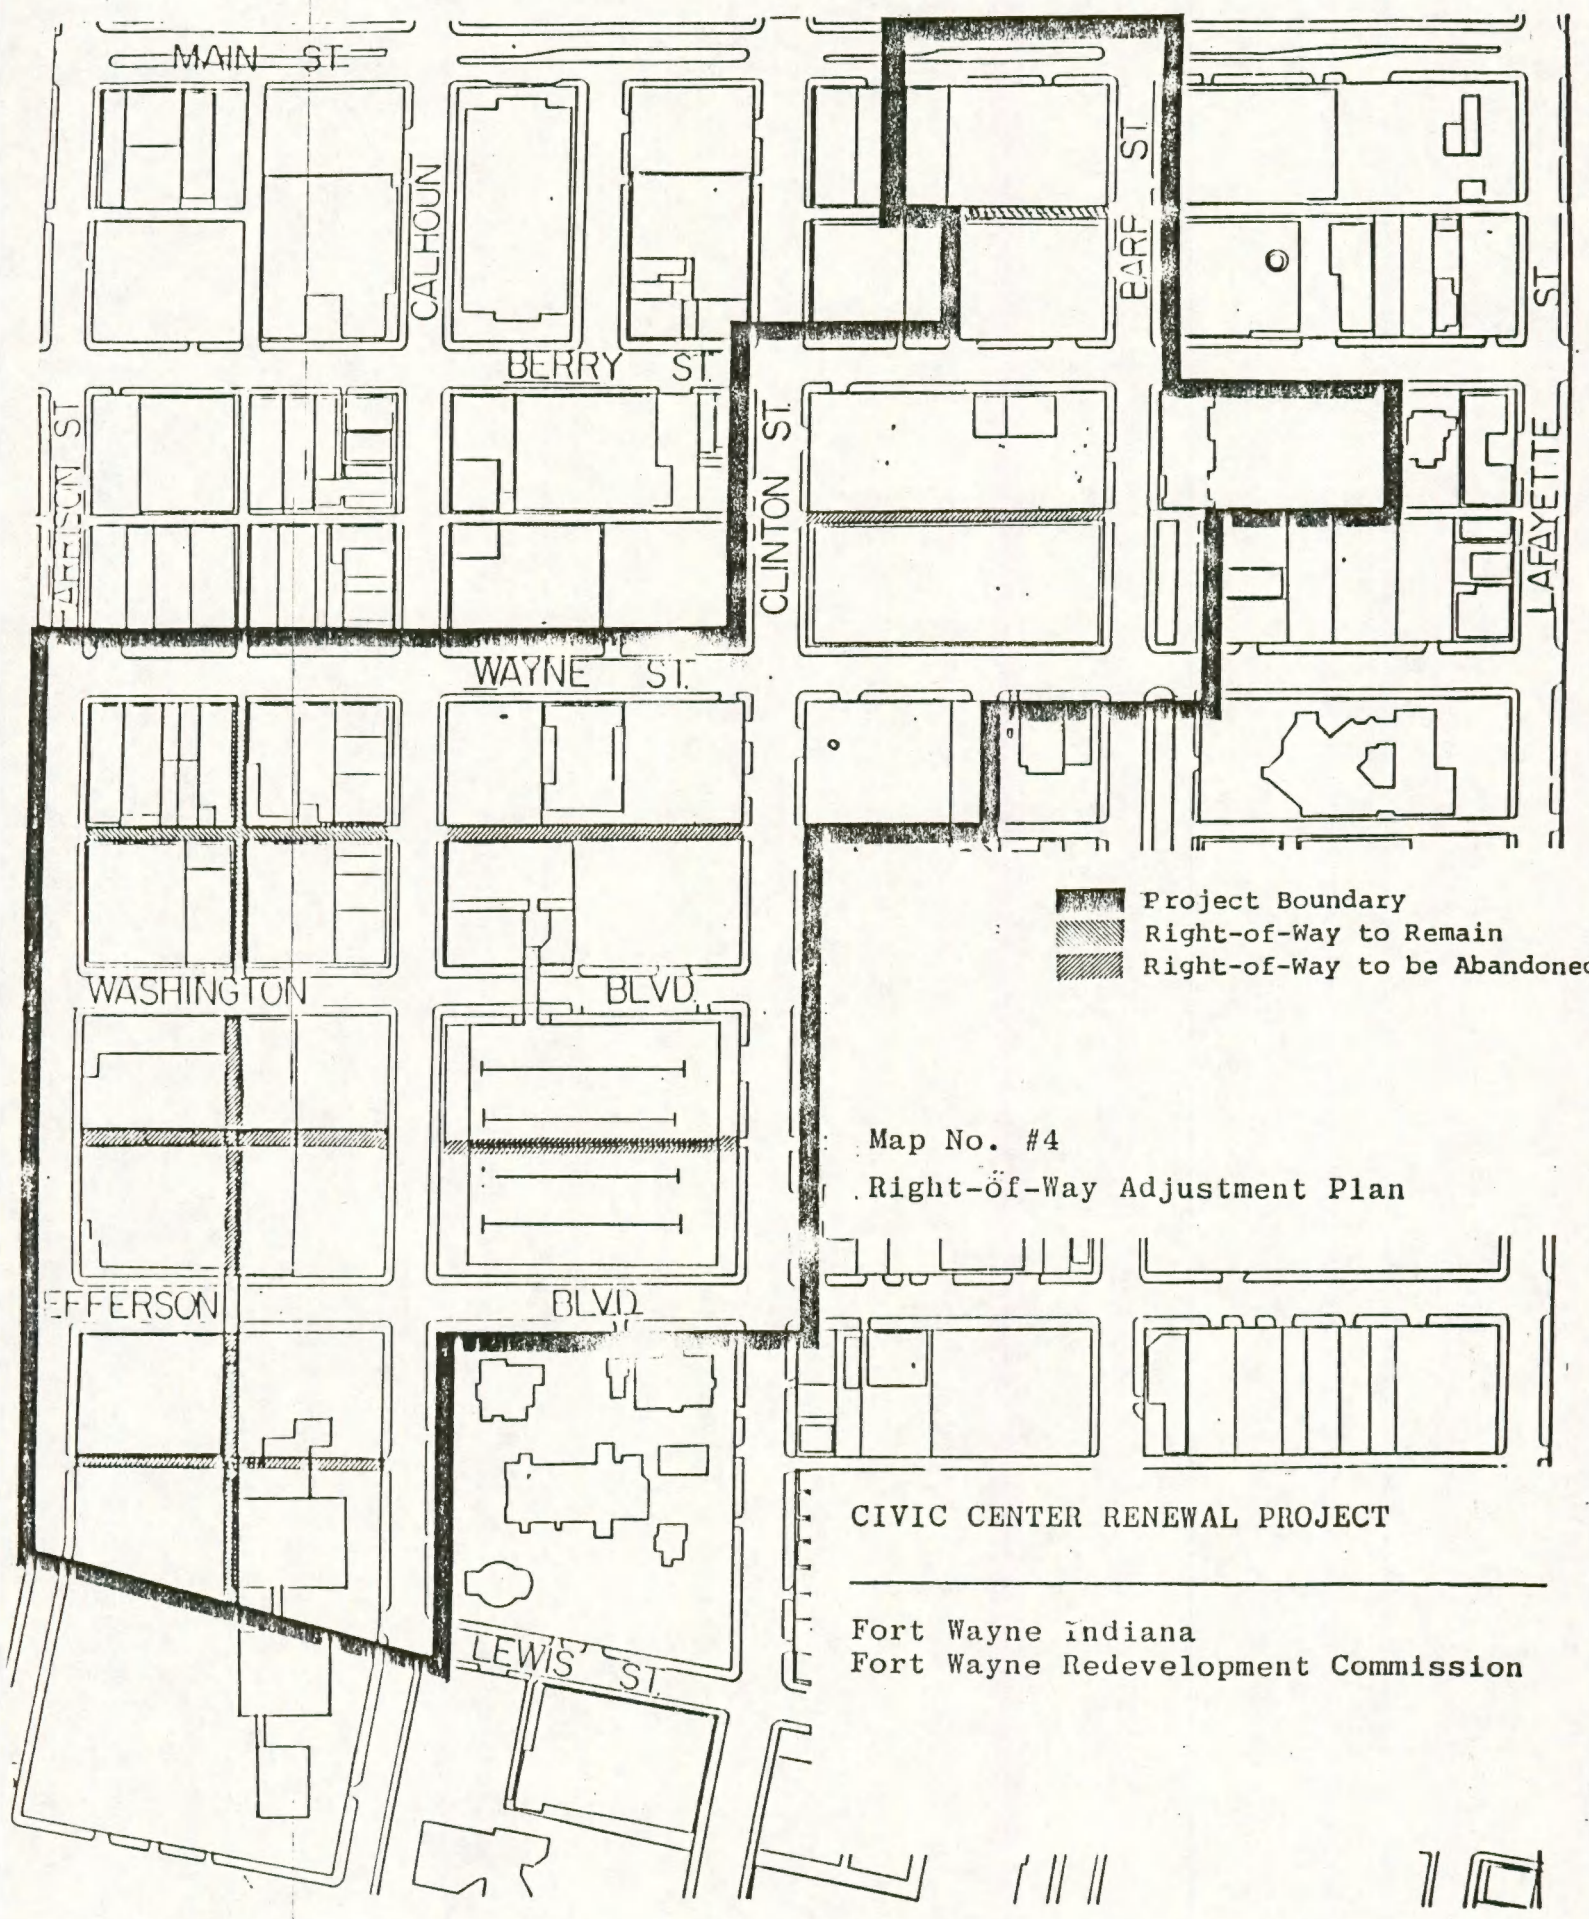 MAIN ST.
CALHOUN
BARR ST.
ST.
BERRY ST.
HARRISON ST.
CLINTON ST.
LAFAYETTE
WAYNE ST.
Project Boundary
Right-of-Way to Remain
Right-of-Way to be Abandoned
WASHINGTON BLVD.
Map No. #4
Right-of-Way Adjustment Plan
EFFERSON BLVD.
CIVIC CENTER RENEWAL PROJECT
Fort Wayne Indiana
Fort Wayne Redevelopment Commission
LEWIS ST.